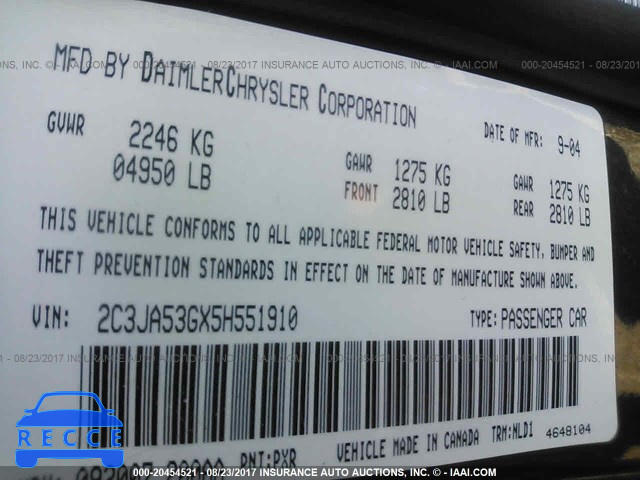 000-20454521 - 08/23/2017 INSURANCE AUTO AUCTIONS, INC. - IAAI.COM
MFD BY DAIMLERCHRYSLER CORPORATION
DATE OF MFR: 9-04
GVWR 2246 KG
04950 LB
GAWR FRONT 1275 KG
2810 LB
GAWR REAR 1275 KG
2810 LB
THIS VEHICLE CONFORMS TO ALL APPLICABLE FEDERAL MOTOR VEHICLE SAFETY, BUMPER AND
THEFT PREVENTION STANDARDS IN EFFECT ON THE DATE OF MANUFACTURE SHOWN ABOVE.
VIN: 2C3JA53GX5H551910 TYPE: PASSENGER CAR
VEHICLE MADE IN CANADA TRM:NLD1 4648104
PNT:PXR
RECCE
000-20454521 - 08/23/2017 INSURANCE AUTO AUCTIONS, INC. - IAAI.COM